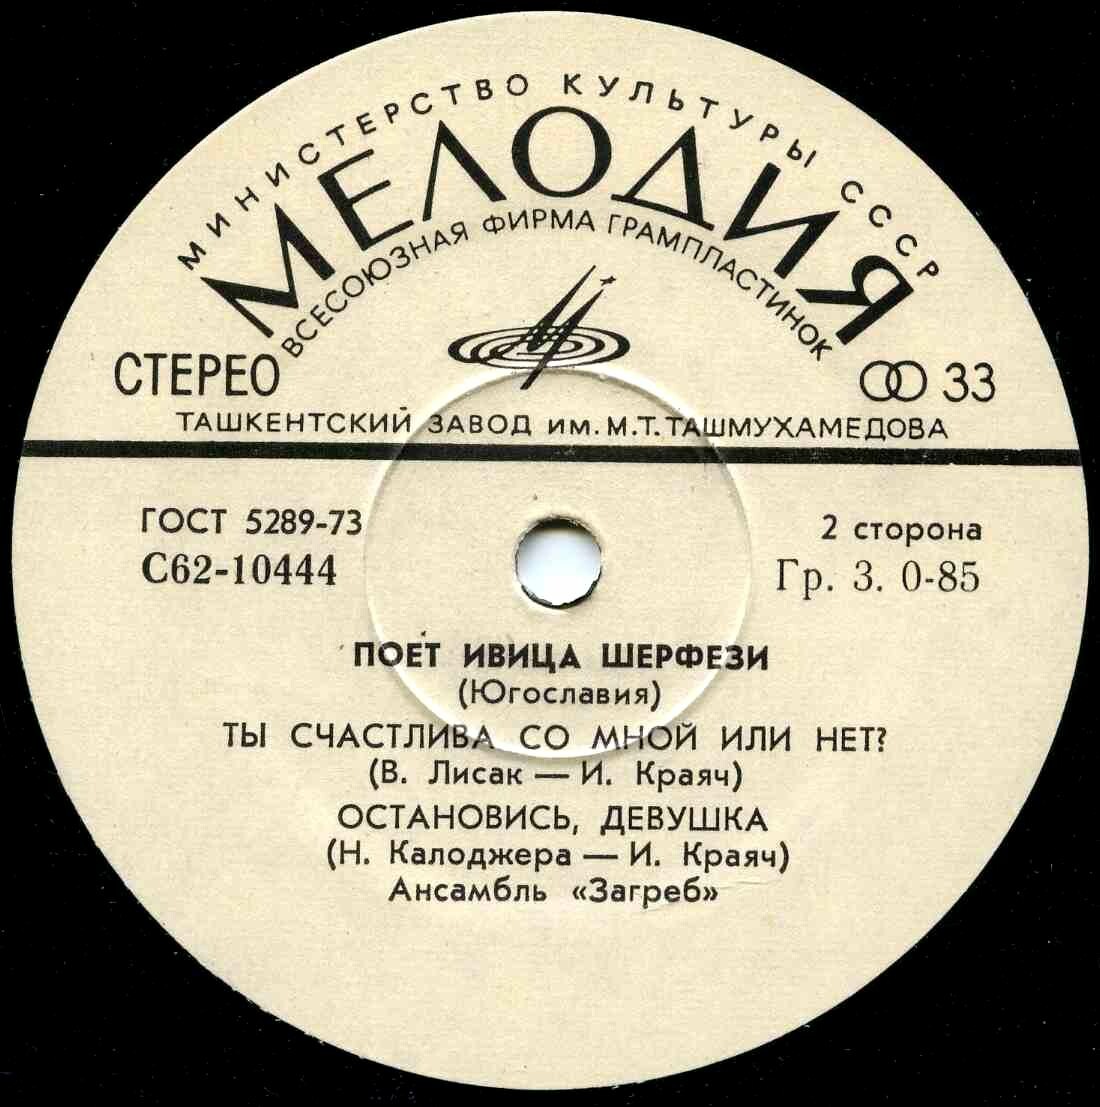 МИНИСТЕРСТВО КУЛЬТУРЫ СССР
МЕЛОДИЯ
ВСЕСОЮЗНАЯ ФИРМА ГРАМПЛАСТИНОК
СТЕРЕО
33
ТАШКЕНТСКИЙ ЗАВОД им. М.Т. ТАШМУХАМЕДОВА
ГОСТ 5289-73
2 сторона
С62-10444
Гр. 3. 0-85
ПОЕТ ИВИЦА ШЕРФЕЗИ
(Югославия)
ТЫ СЧАСТЛИВА СО МНОЙ ИЛИ НЕТ?
(В. Лисак — И. Краяч)
ОСТАНОВИСЬ, ДЕВУШКА
(Н. Калоджера — И. Краяч)
Ансамбль «Загреб»